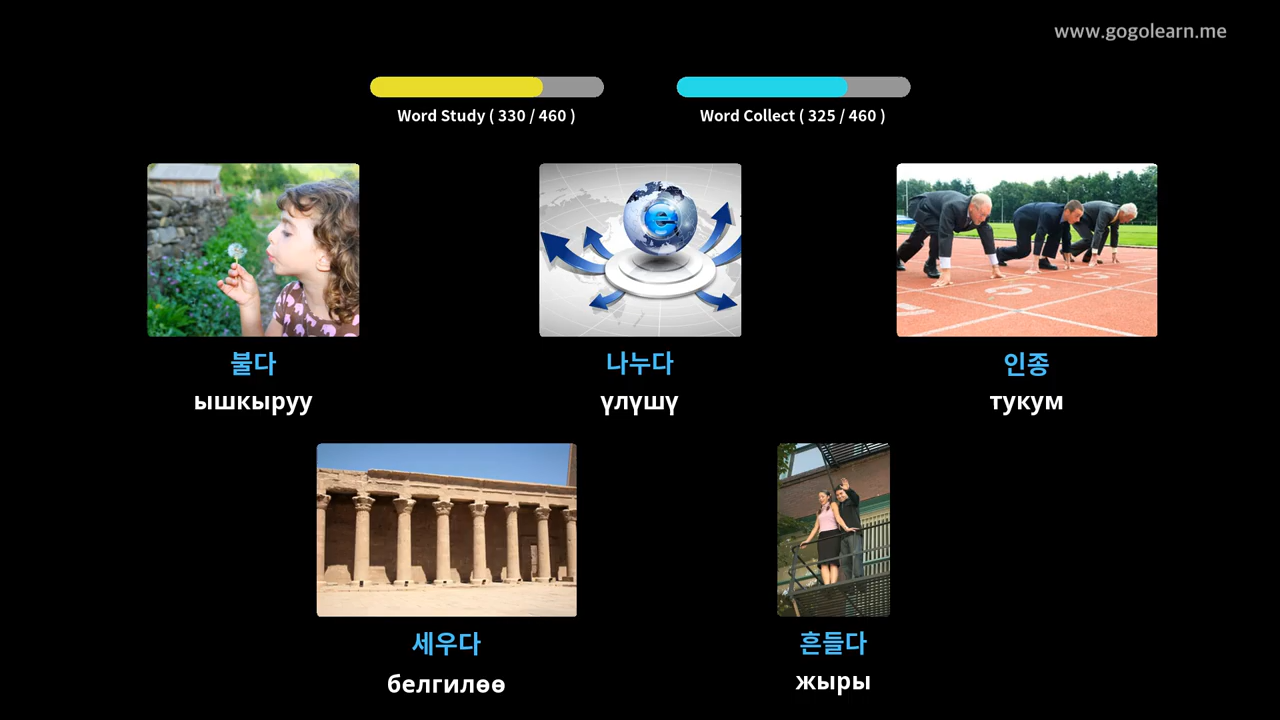 www.gogolearn.me
Word Study ( 330 / 460 )
Word Collect ( 325 / 460 )
불다
ышкыруу
나누다
үлүшү
인종
тукум
세우다
белгилөө
흔들다
жыры